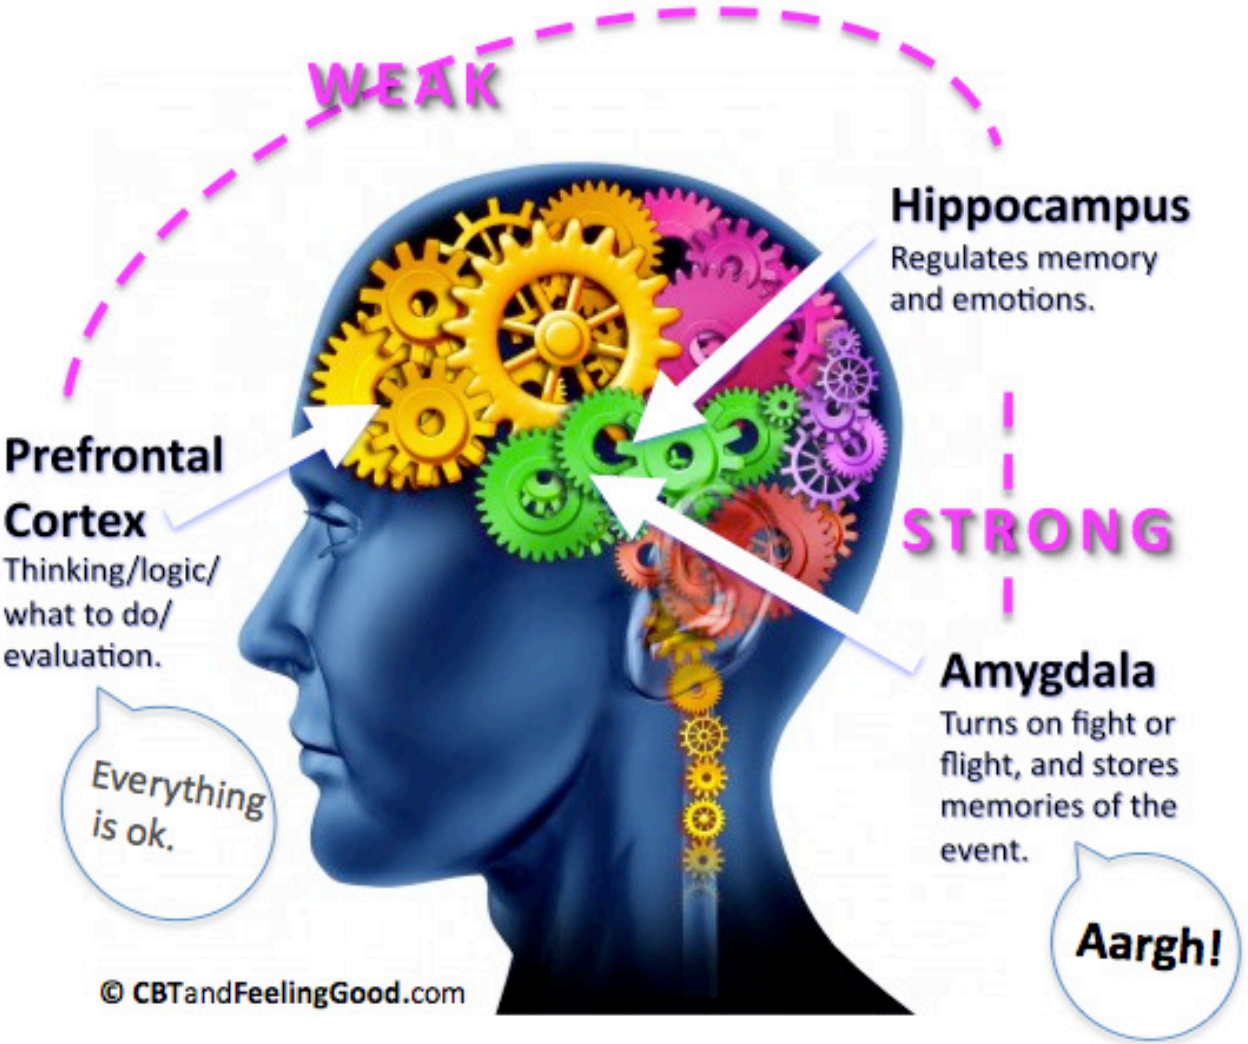 WEAK
Hippocampus
Regulates memory
and emotions.
Prefrontal
Cortex
Thinking/logic/
what to do/
evaluation.
STRONG
Amygdala
Turns on fight or
flight, and stores
memories of the
event.
Everything
is ok.
Aargh!
© CBTandFeelingGood.com